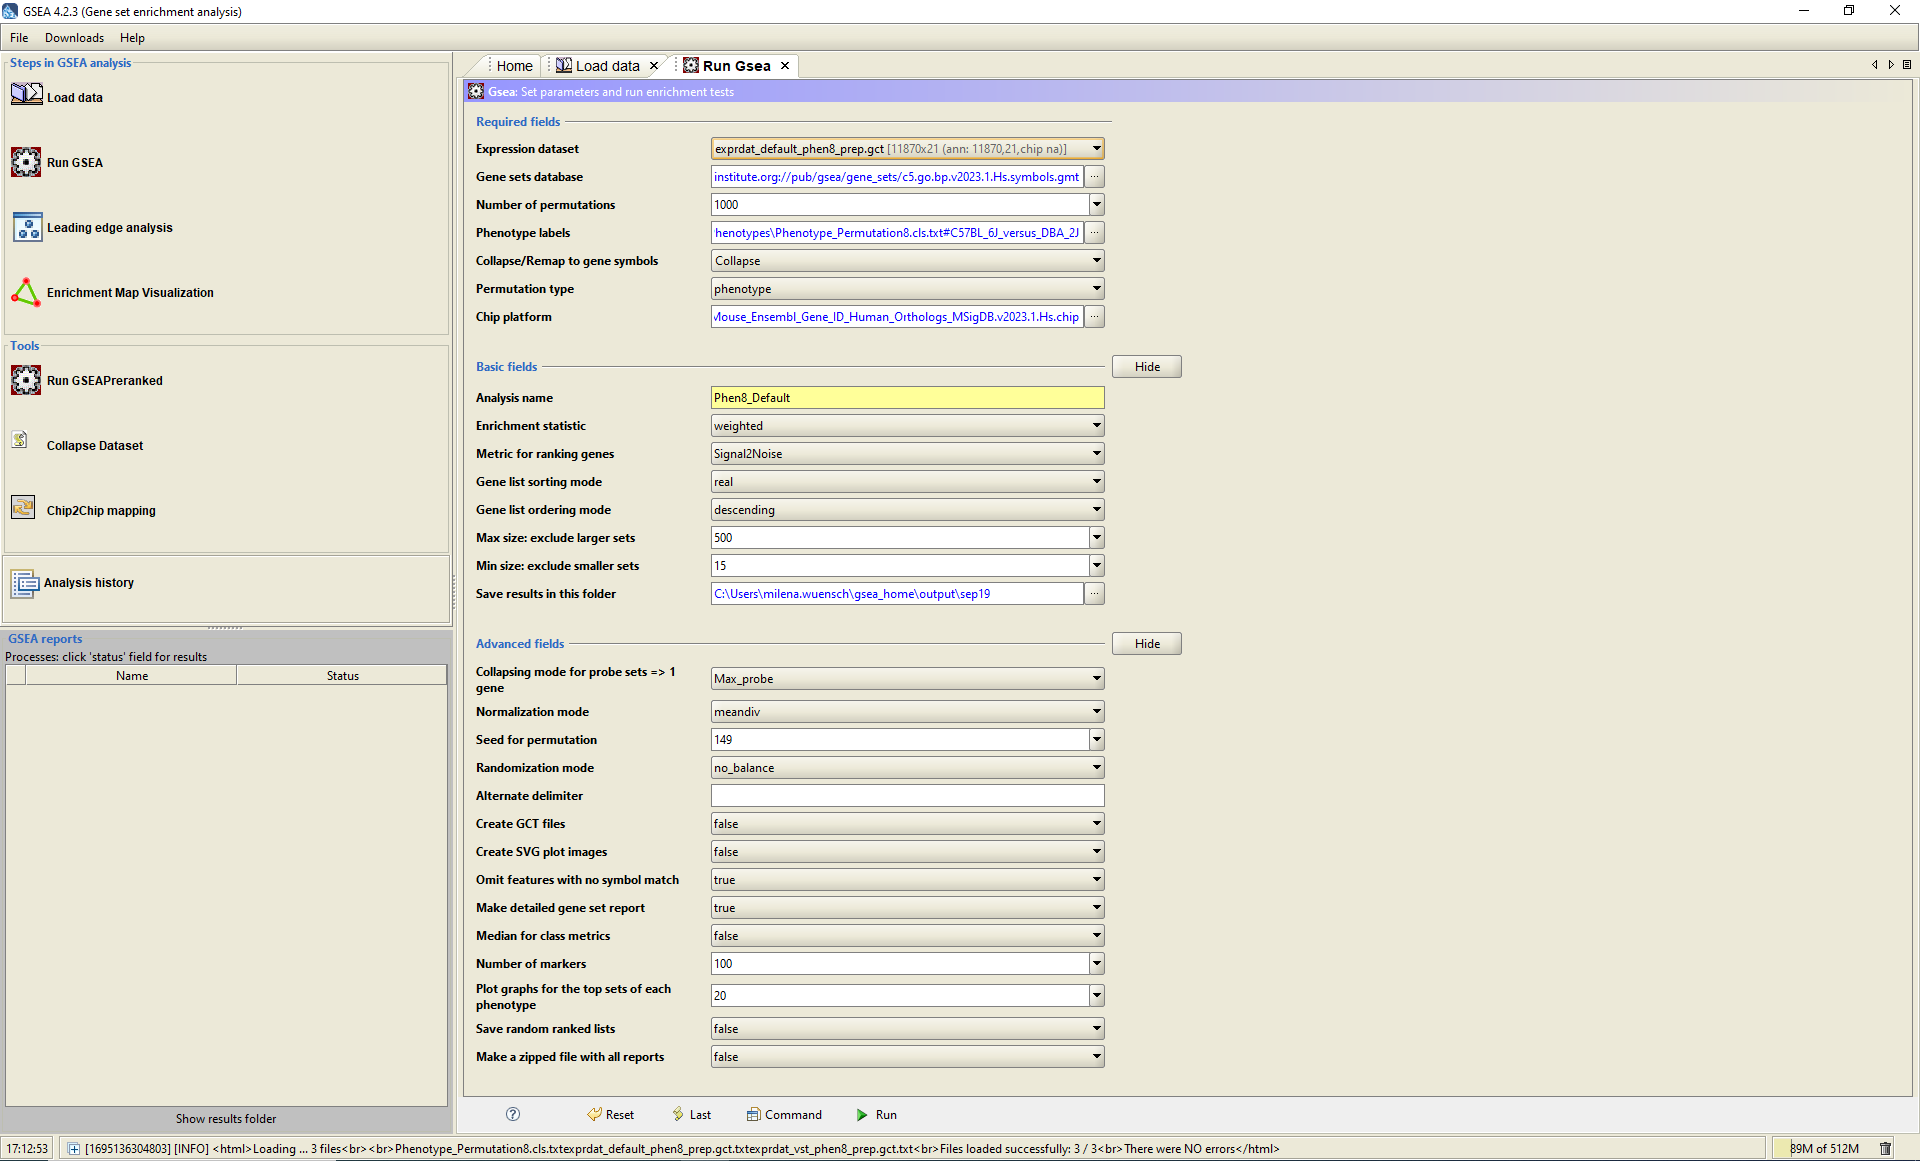 GSEA 4.2.3 (Gene set enrichment analysis)
File Downloads Help
Steps in GSEA analysis
Load data
Run GSEA
Leading edge analysis
Enrichment Map Visualization
Tools
Run GSEAPreranked
Collapse Dataset
Chip2Chip mapping
Analysis history
GSEA reports
Processes: click 'status' field for results
Name Status
Show results folder
Home Load data Run Gsea
Gsea: Set parameters and run enrichment tests
Required fields
Expression dataset exprdat_default_phen8_prep.gct [11870x21 (ann: 11870,21,chip na)]
Gene sets database institute.org://pub/gsea/gene_sets/c5.go.bp.v2023.1.Hs.symbols.gmt ...
Number of permutations 1000
Phenotype labels henotypes\Phenotype_Permutation8.cls.txt#C57BL_6J_versus_DBA_2J ...
Collapse/Remap to gene symbols Collapse
Permutation type phenotype
Chip platform Mouse_Ensembl_Gene_ID_Human_Orthologs_MSigDB.v2023.1.Hs.chip ...
Basic fields Hide
Analysis name Phen8_Default
Enrichment statistic weighted
Metric for ranking genes Signal2Noise
Gene list sorting mode real
Gene list ordering mode descending
Max size: exclude larger sets 500
Min size: exclude smaller sets 15
Save results in this folder C:\Users\milena.wuensch\gsea_home\output\sep19 ...
Advanced fields Hide
Collapsing mode for probe sets => 1
gene Max_probe
Normalization mode meandiv
Seed for permutation 149
Randomization mode no_balance
Alternate delimiter
Create GCT files false
Create SVG plot images false
Omit features with no symbol match true
Make detailed gene set report true
Median for class metrics false
Number of markers 100
Plot graphs for the top sets of each
phenotype 20
Save random ranked lists false
Make a zipped file with all reports false
? Reset Last Command Run
17:12:53 [1695136304803] [INFO] <html>Loading ... 3 files<br><br>Phenotype_Permutation8.cls.txtexprdat_default_phen8_prep.gct.txtexprdat_vst_phen8_prep.gct.txt<br>Files loaded successfully: 3 / 3<br>There were NO errors</html> 89M of 512M